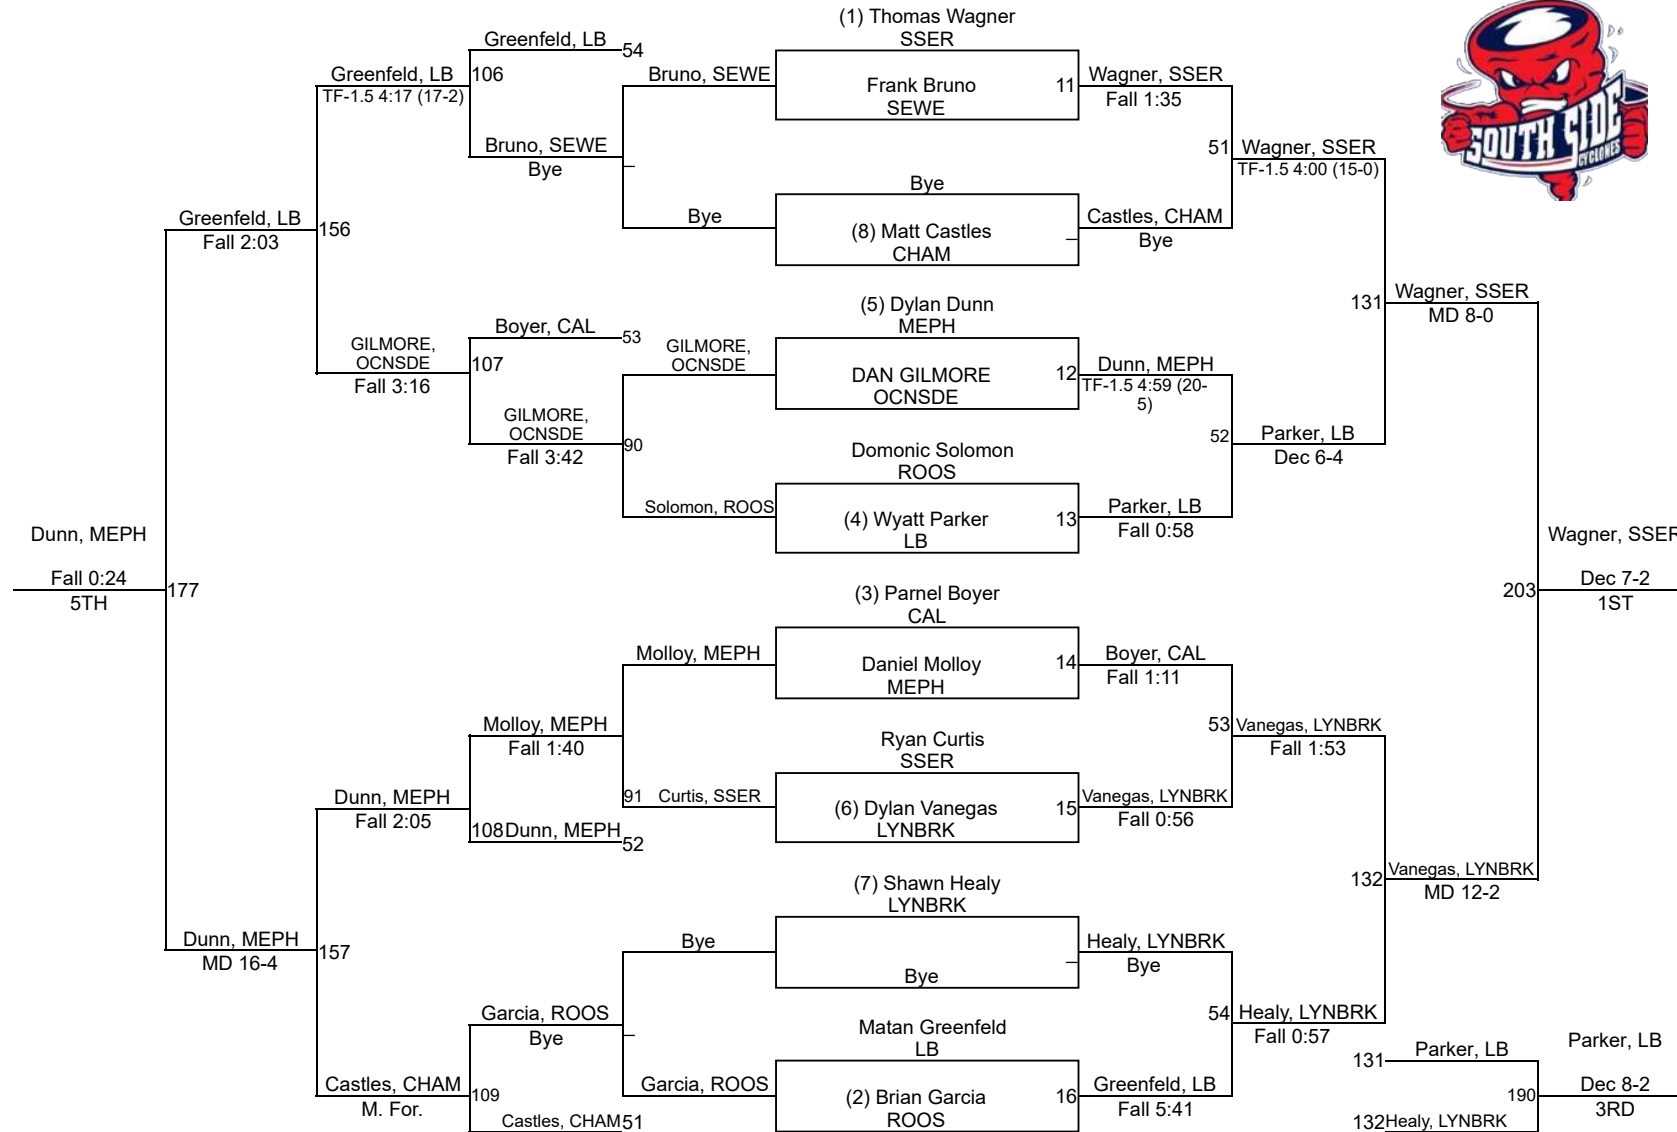 (1) Thomas Wagner
SSER
Frank Bruno
SEWE
11
Bye
(8) Matt Castles
CHAM
(5) Dylan Dunn
MEPH
DAN GILMORE
OCNSDE
12
Domonic Solomon
ROOS
(4) Wyatt Parker
LB
13
(3) Parnel Boyer
CAL
Daniel Molloy
MEPH
14
Ryan Curtis
SSER
(6) Dylan Vanegas
LYNBRK
15
(7) Shawn Healy
LYNBRK
Bye
Matan Greenfeld
LB
(2) Brian Garcia
ROOS
16
Wagner, SSER
Fall 1:35
Castles, CHAM
Bye
Dunn, MEPH
TF-1.5 4:59 (20-
5)
Parker, LB
Fall 0:58
Boyer, CAL
Fall 1:11
Vanegas, LYNBRK
Fall 0:56
Healy, LYNBRK
Bye
Greenfeld, LB
Fall 5:41
51
Wagner, SSER
TF-1.5 4:00 (15-0)
52
Parker, LB
Dec 6-4
53
Vanegas, LYNBRK
Fall 1:53
54
Healy, LYNBRK
Fall 0:57
131
Wagner, SSER
MD 8-0
132
Vanegas, LYNBRK
MD 12-2
203
Wagner, SSER
Dec 7-2
1ST
131
Parker, LB
132
Healy, LYNBRK
190
Parker, LB
Dec 8-2
3RD
Bruno, SEWE
Bye
GILMORE,
OCNSDE
Solomon, ROOS
Molloy, MEPH
Curtis, SSER
Bye
Garcia, ROOS
Greenfeld, LB
54
Bruno, SEWE
Bye
Boyer, CAL
53
GILMORE,
OCNSDE
Fall 3:42
90
Molloy, MEPH
Fall 1:40
91
Dunn, MEPH
52
Garcia, ROOS
Bye
Castles, CHAM
51
Greenfeld, LB
TF-1.5 4:17 (17-2)
106
GILMORE,
OCNSDE
Fall 3:16
107
Dunn, MEPH
Fall 2:05
108
Castles, CHAM
M. For.
109
Greenfeld, LB
Fall 2:03
156
Dunn, MEPH
MD 16-4
157
Dunn, MEPH
Fall 0:24
5TH
177
SOUTH SIDE
CYCLONES